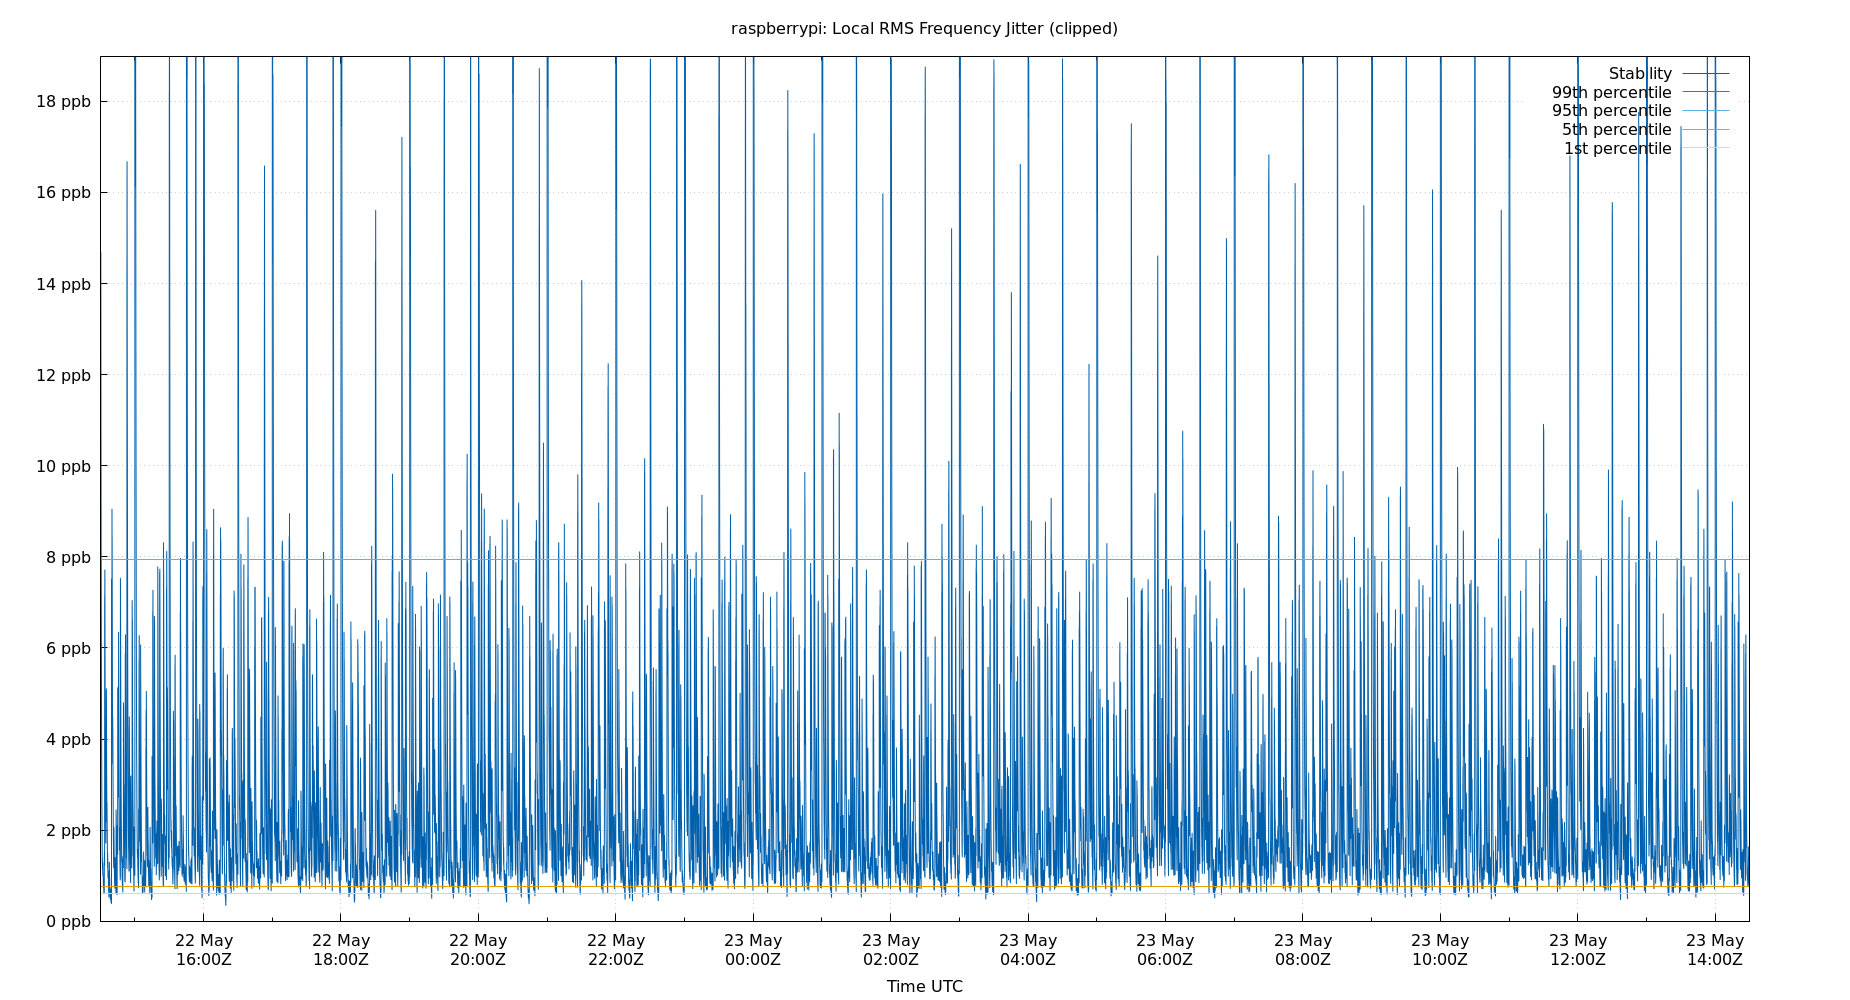 raspberrypi: Local RMS Frequency Jitter (clipped)
Stability
99th percentile
95th percentile
5th percentile
1st percentile
18 ppb
16 ppb
14 ppb
12 ppb
10 ppb
8 ppb
6 ppb
4 ppb
2 ppb
0 ppb
22 May 22 May 22 May 22 May 23 May 23 May 23 May 23 May 23 May 23 May 23 May 23 May
16:00Z 18:00Z 20:00Z 22:00Z 00:00Z 02:00Z 04:00Z 06:00Z 08:00Z 10:00Z 12:00Z 14:00Z
Time UTC